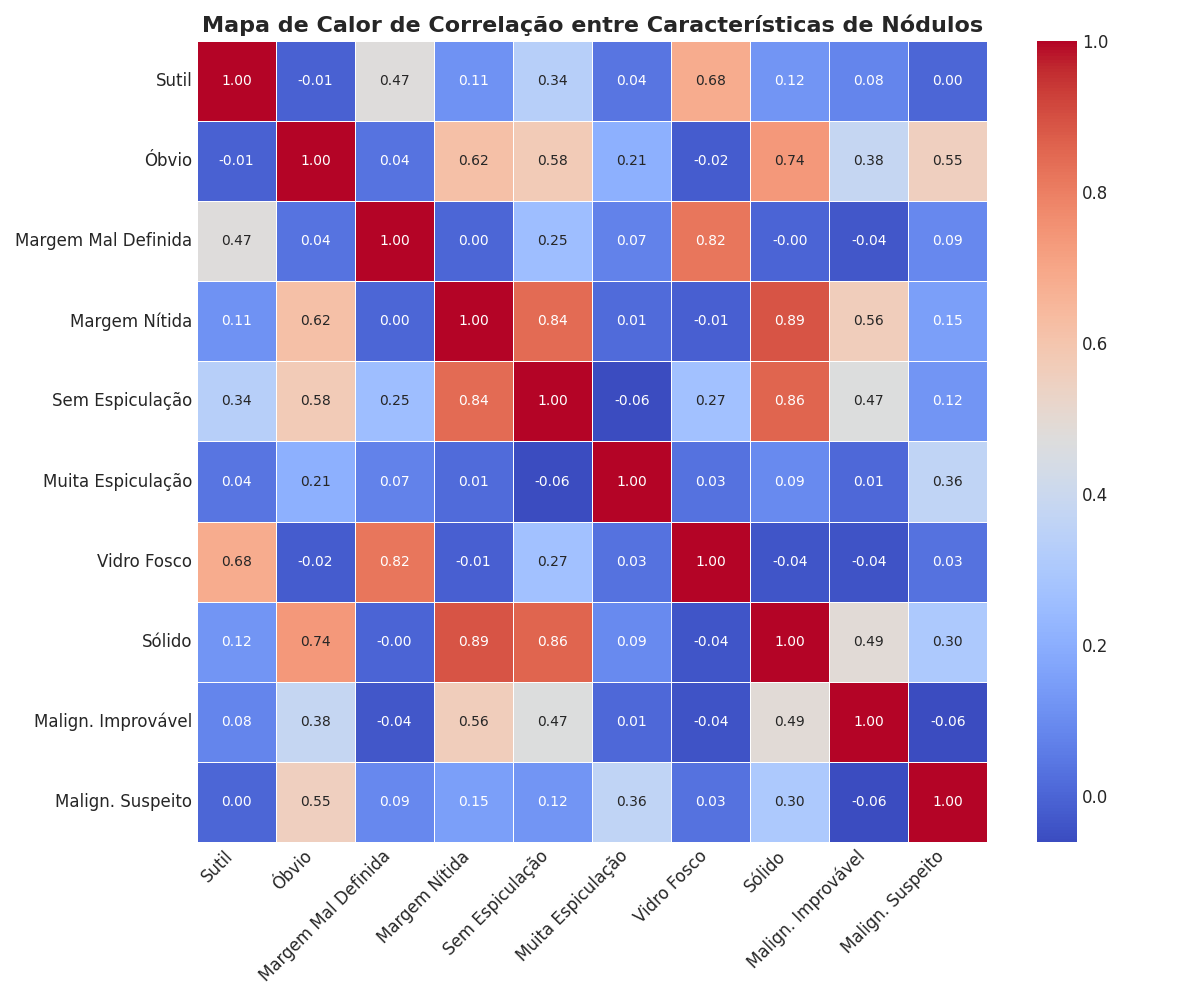 Mapa de Calor de Correlação entre Características de Nódulos
Sutil 1.00 -0.01 0.47 0.11 0.34 0.04 0.68 0.12 0.08 0.00
Óbvio -0.01 1.00 0.04 0.62 0.58 0.21 -0.02 0.74 0.38 0.55
Margem Mal Definida 0.47 0.04 1.00 0.00 0.25 0.07 0.82 -0.00 -0.04 0.09
Margem Nítida 0.11 0.62 0.00 1.00 0.84 0.01 -0.01 0.89 0.56 0.15
Sem Espiculação 0.34 0.58 0.25 0.84 1.00 -0.06 0.27 0.86 0.47 0.12
Muita Espiculação 0.04 0.21 0.07 0.01 -0.06 1.00 0.03 0.09 0.01 0.36
Vidro Fosco 0.68 -0.02 0.82 -0.01 0.27 0.03 1.00 -0.04 -0.04 0.03
Sólido 0.12 0.74 -0.00 0.89 0.86 0.09 -0.04 1.00 0.49 0.30
Malign. Improvável 0.08 0.38 -0.04 0.56 0.47 0.01 -0.04 0.49 1.00 -0.06
Malign. Suspeito 0.00 0.55 0.09 0.15 0.12 0.36 0.03 0.30 -0.06 1.00
Sutil
Óbvio
Margem Mal Definida
Margem Nítida
Sem Espiculação
Muita Espiculação
Vidro Fosco
Sólido
Malign. Improvável
Malign. Suspeito
1.0
0.8
0.6
0.4
0.2
0.0